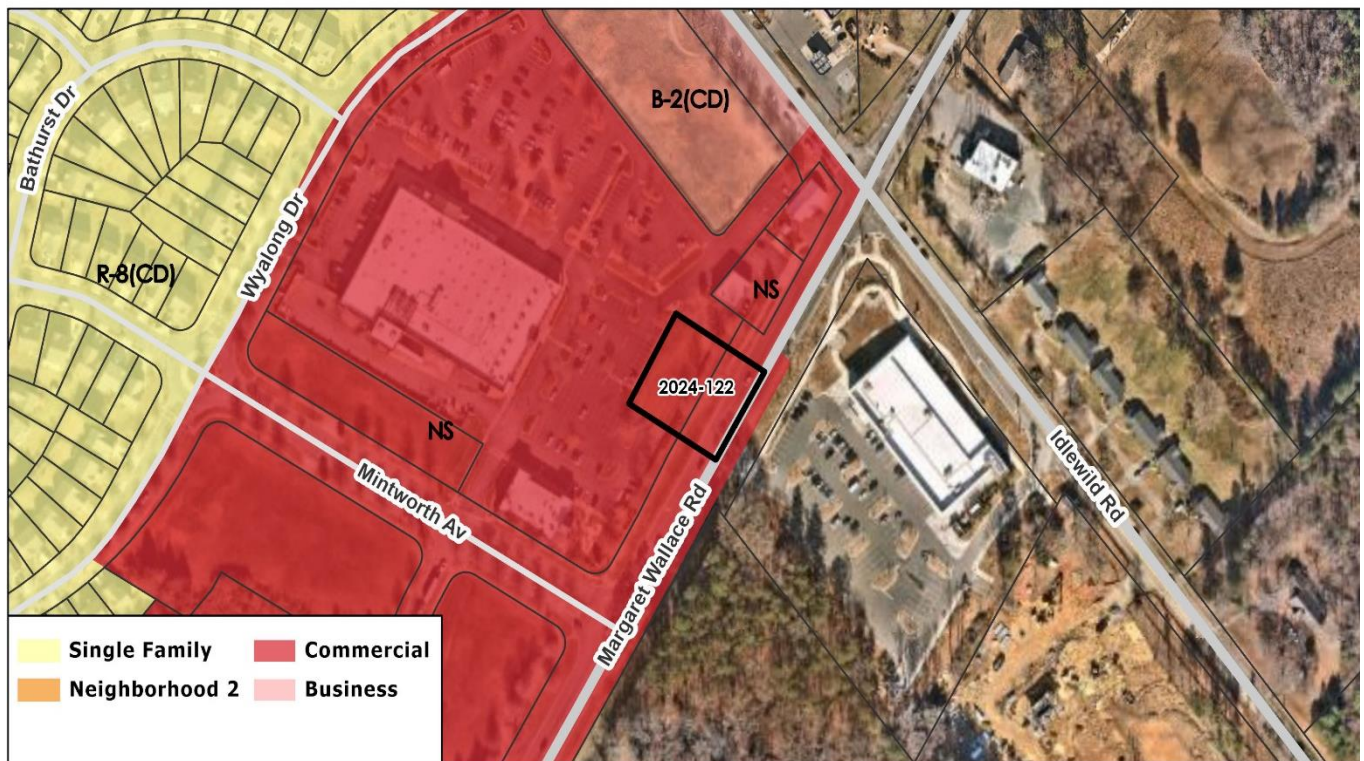 B-2(CD)
Bathurst Dr
R-8(CD)
Wyalong Dr
NS
2024-122
NS
Mintworth Av
Margaret Wallace Rd
Idlewild Rd
Single Family
Commercial
Neighborhood 2
Business